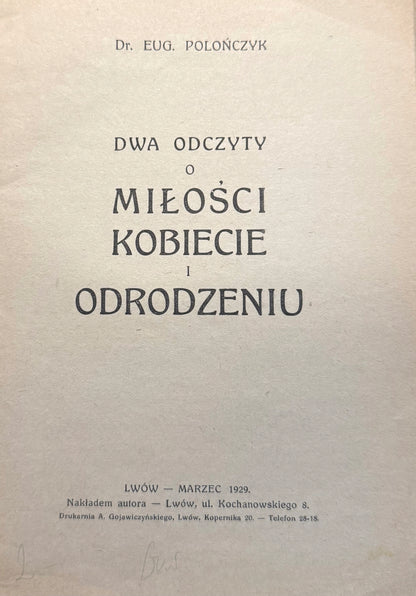 Dr. EUG. POLOŃCZYK
DWA ODCZYTY
O
MIŁOŚCI
KOBIECIE
I
ODRODZENIU
LWÓW — MARZEC 1929.
Nakładem autora — Lwów, ul. Kochanowskiego 8.
Drukarnia A. Gojawiczyńskiego, Lwów, Kopernika 20. — Telefon 28-18.